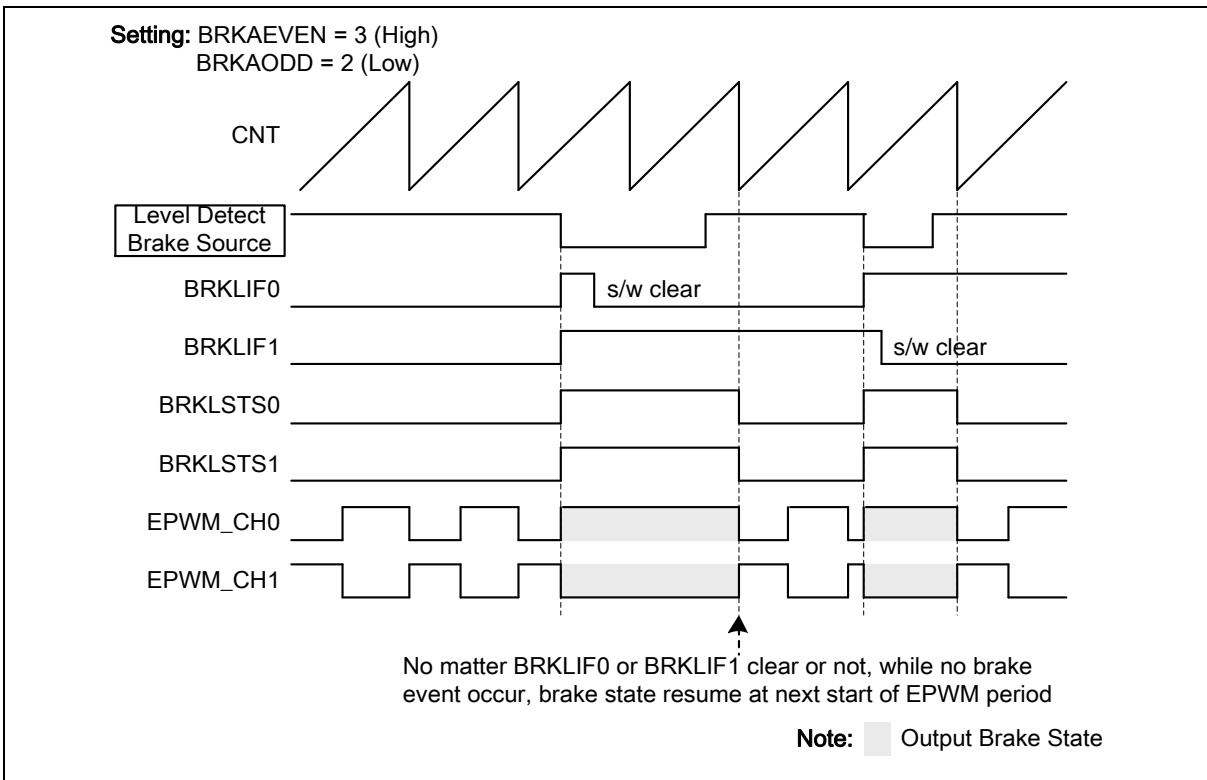 Setting: BRKAEVEN = 3 (High)
BRKAODD = 2 (Low)
CNT
Level Detect
Brake Source
BRKLIF0
s/w clear
BRKLIF1
s/w clear
BRKLSTS0
BRKLSTS1
EPWM_CH0
EPWM_CH1
No matter BRKLIF0 or BRKLIF1 clear or not, while no brake
event occur, brake state resume at next start of EPWM period
Note: Output Brake State